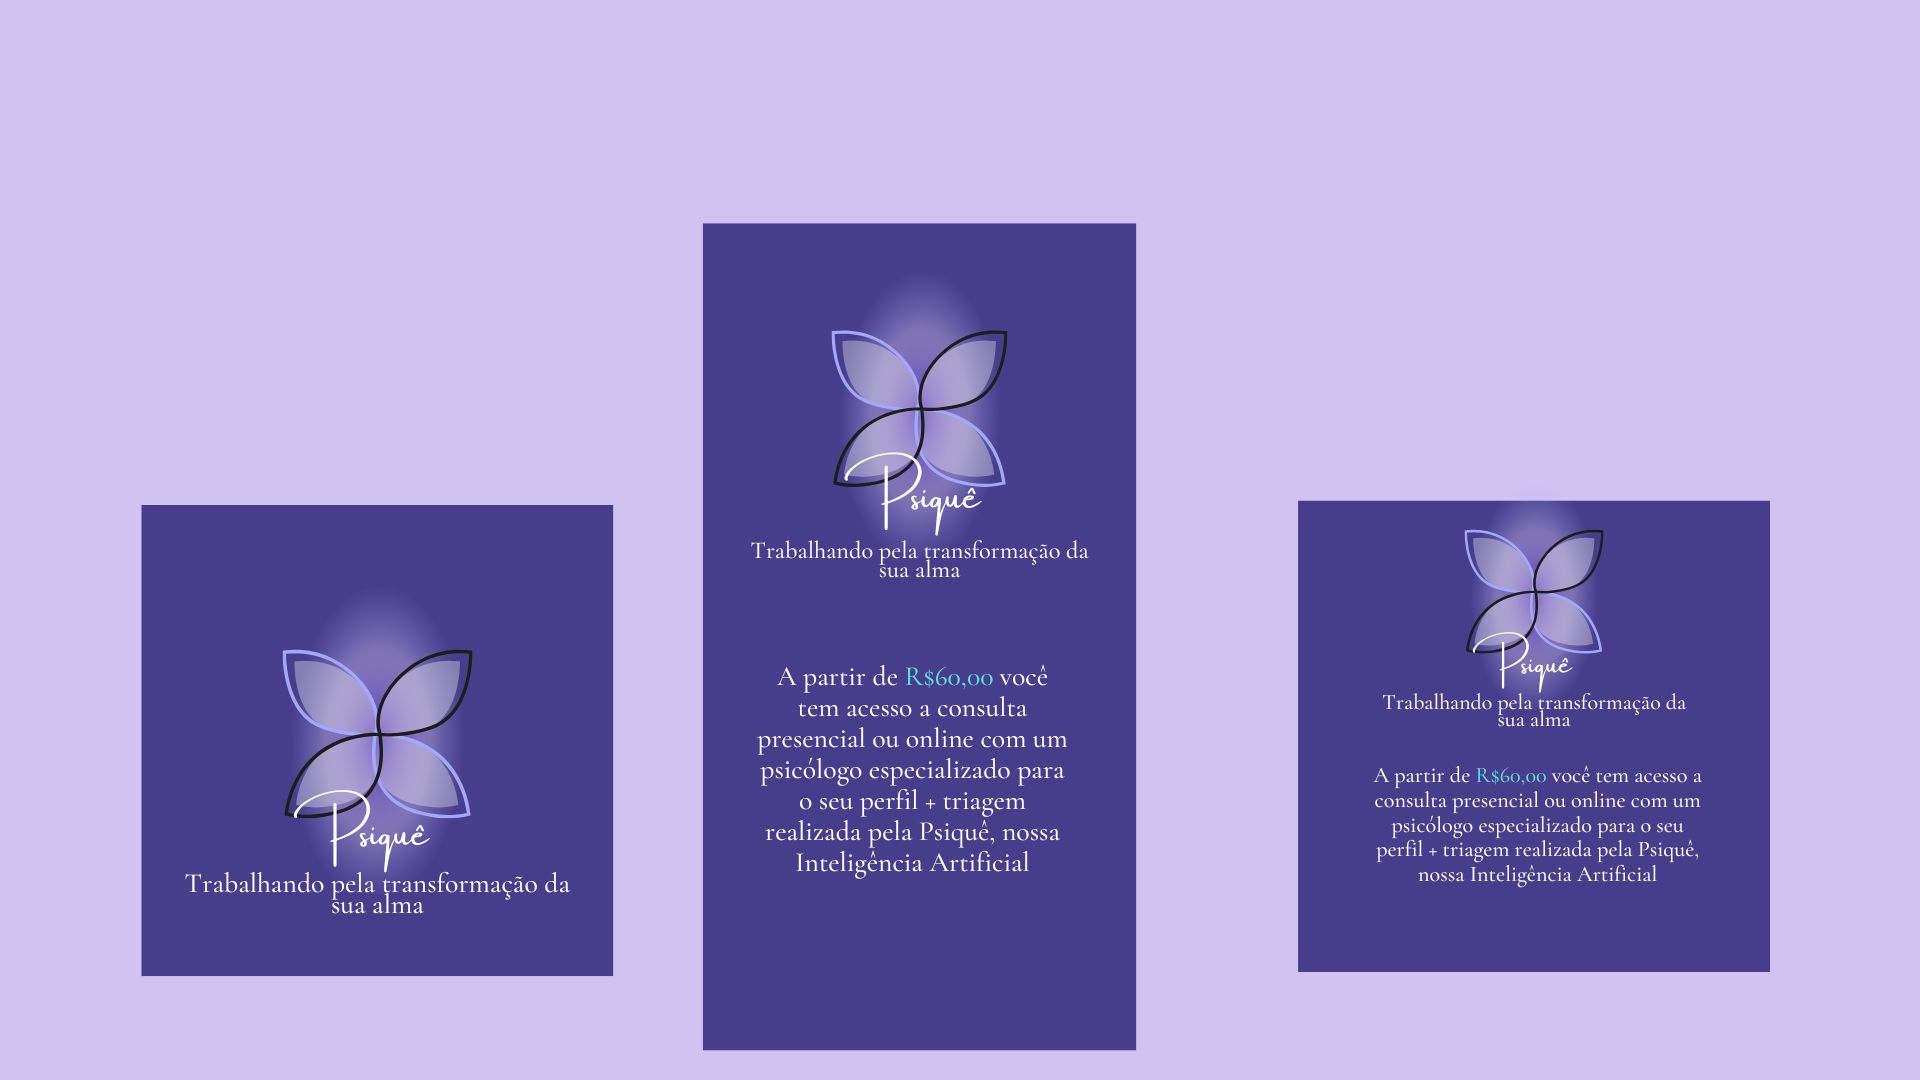 Psiquê
Trabalhando pela transformação da
sua alma
Psiquê
Trabalhando pela transformação da
sua alma
A partir de R$60,00 você
tem acesso a consulta
presencial ou online com um
psicólogo especializado para
o seu perfil + triagem
realizada pela Psiquê, nossa
Inteligência Artificial
Psiquê
Trabalhando pela transformação da
sua alma
A partir de R$60,00 você tem acesso a
consulta presencial ou online com um
psicólogo especializado para o seu
perfil + triagem realizada pela Psiquê,
nossa Inteligência Artificial